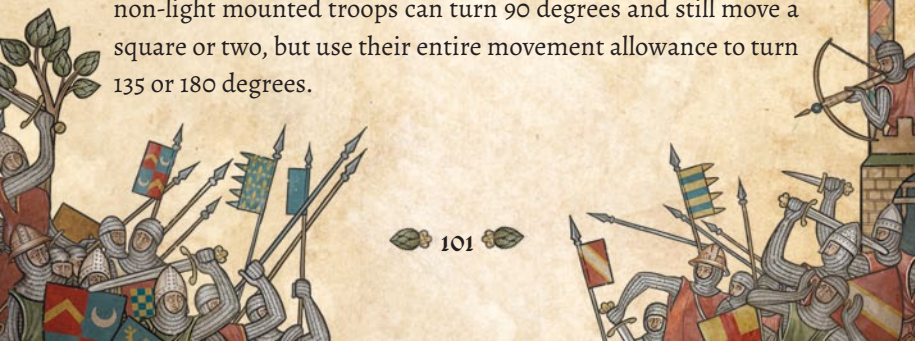 non-light mounted troops can turn 90 degrees and still move a
square or two, but use their entire movement allowance to turn
135 or 180 degrees.
101